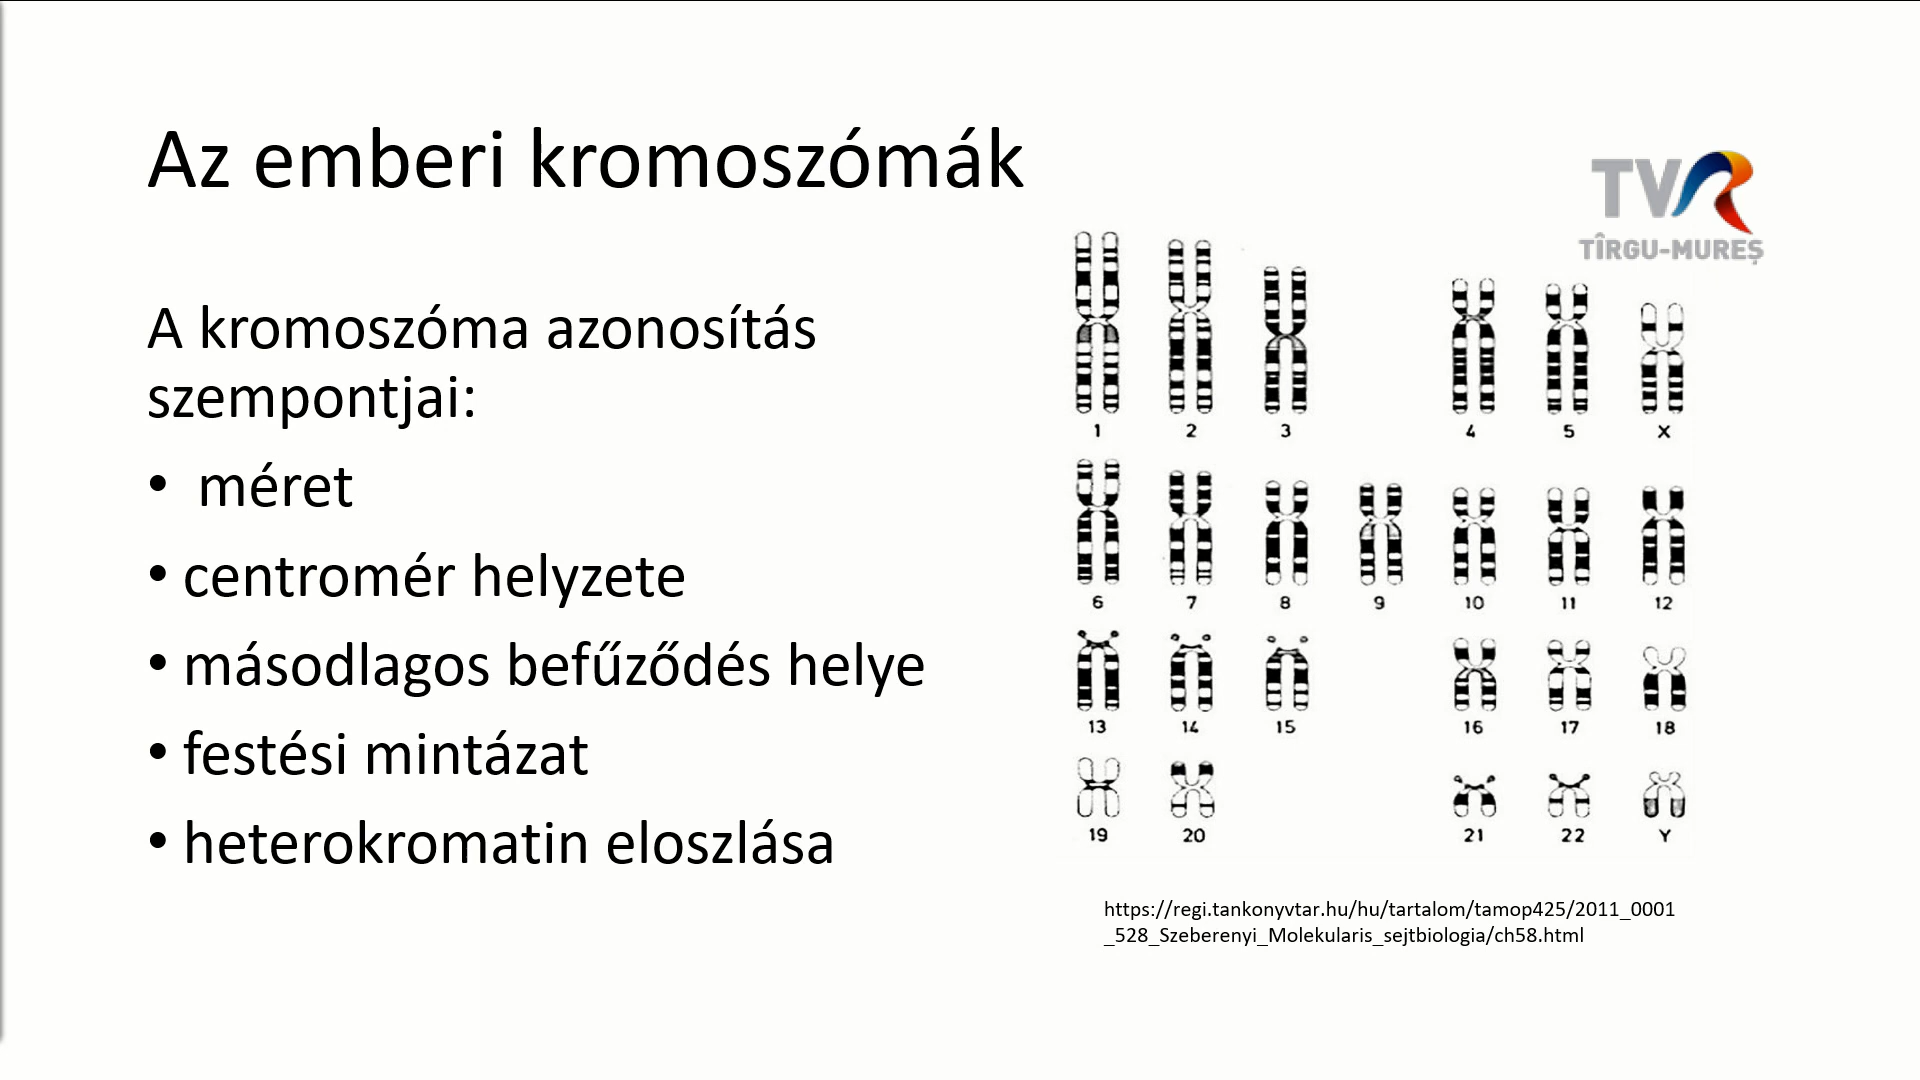 Az emberi kromoszómák
TVR
TÎRGU-MUREȘ
A kromoszóma azonosítás
szempontjai:
• méret
• centromér helyzete
• másodlagos befűződés helye
• festési mintázat
• heterokromatin eloszlása
1 2 3 4 5 X
6 7 8 9 10 11 12
13 14 15 16 17 18
19 20 21 22 Y
https://regi.tankonyvtar.hu/hu/tartalom/tamop425/2011_0001
_528_Szeberenyi_Molekularis_sejtbiologia/ch58.html